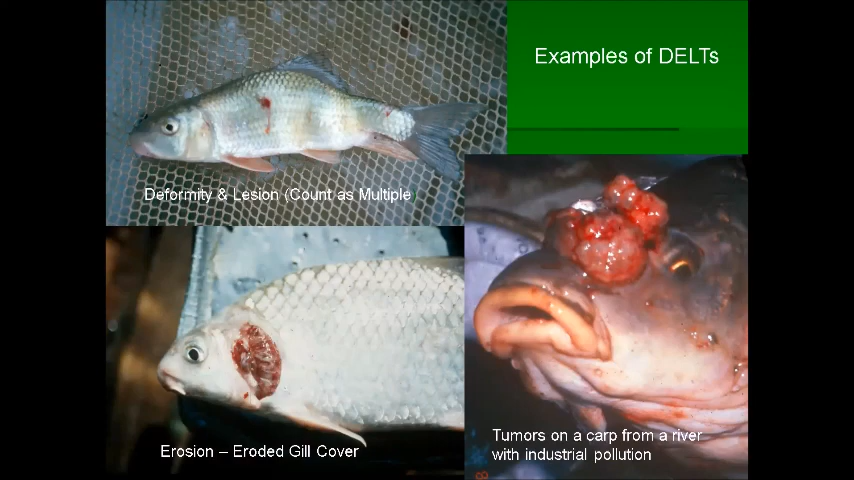 Examples of DELTs
Deformity & Lesion (Count as Multiple)
Erosion – Eroded Gill Cover
Tumors on a carp from a river
with industrial pollution